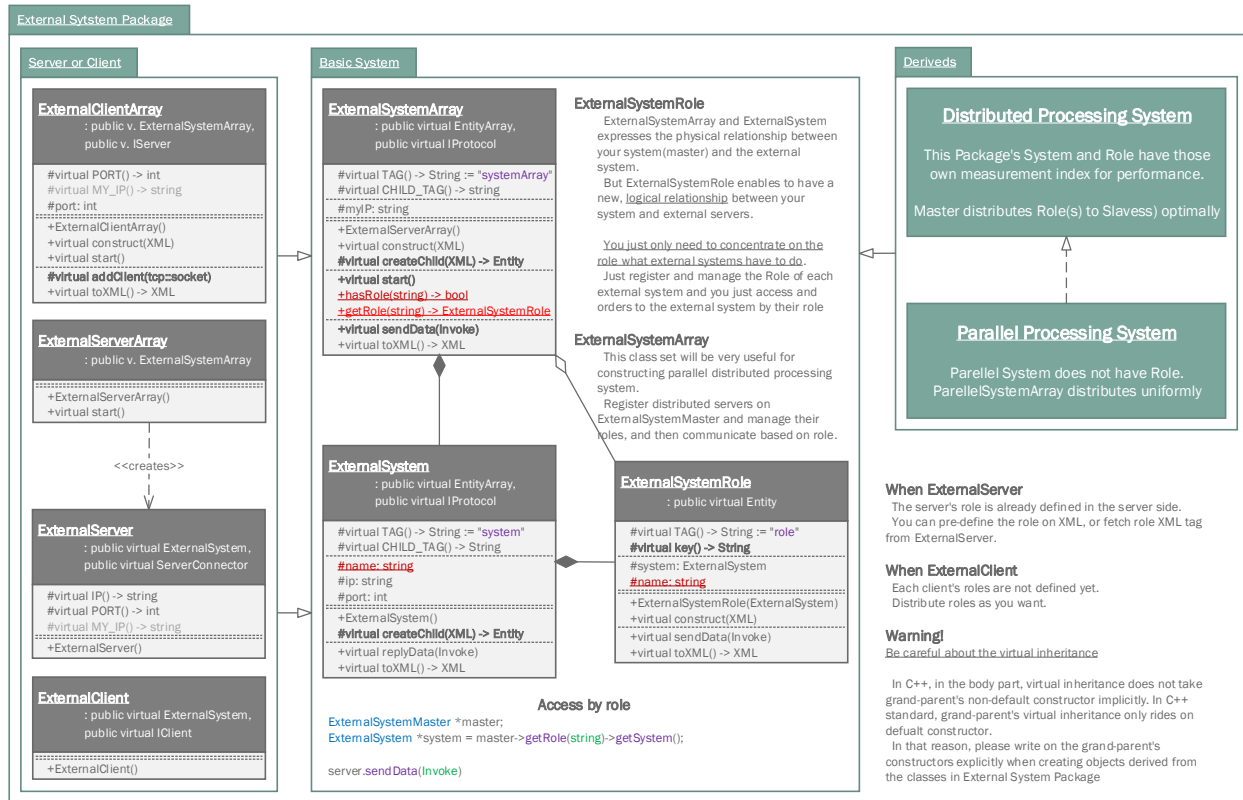 External Sytstem Package
Server or Client
ExternalClientArray
: public v. ExternalSystemArray,
public v. IServer
#virtual PORT() -> int
#virtual MY_IP() -> string
#port: int
+ExternalClientArray()
+virtual construct(XML)
+virtual start()
#virtual addClient(tcp::socket)
+virtual toXML() -> XML
ExternalServerArray
: public v. ExternalSystemArray
+ExternalServerArray()
+virtual start()
<<creates>>
ExternalServer
: public virtual ExternalSystem,
public virtual ServerConnector
#virtual IP() -> string
#virtual PORT() -> int
#virtual MY_IP() -> string
+ExternalServer()
ExternalClient
: public virtual ExternalSystem,
public virtual IClient
+ExternalClient()
Basic System
ExternalSystemArray
: public virtual EntityArray,
public virtual IProtocol
#virtual TAG() -> String := "systemArray"
#virtual CHILD_TAG() -> string
#myIP: string
+ExternalServerArray()
+virtual construct(XML)
#virtual createChild(XML) -> Entity
+virtual start()
+hasRole(string) -> bool
+getRole(string) -> ExternalSystemRole
+virtual sendData(Invoke)
+virtual toXML() -> XML
ExternalSystem
: public virtual EntityArray,
public virtual IProtocol
#virtual TAG() -> String := "system"
#virtual CHILD_TAG() -> String
#name: string
#ip: string
#port: int
+ExternalSystem()
#virtual createChild(XML) -> Entity
+virtual replyData(Invoke)
+virtual toXML() -> XML
ExternalSystemRole
ExternalSystemArray and ExternalSystem
expresses the physical relationship between
your system(master) and the external
system.
But ExternalSystemRole enables to have a
new, logical relationship between your
system and external servers.
You just only need to concentrate on the
role what external systems have to do.
Just register and manage the Role of each
external system and you just access and
orders to the external system by their role
ExternalSystemArray
This class set will be very useful for
constructing parallel distributed processing
system.
Register distributed servers on
ExternalSystemMaster and manage their
roles, and then communicate based on role.
ExternalSystemRole
: public virtual Entity
#virtual TAG() -> String := "role"
#virtual key() -> String
#system: ExternalSystem
#name: string
+ExternalSystemRole(ExternalSystem)
+virtual construct(XML)
+virtual sendData(Invoke)
+virtual toXML() -> XML
Access by role
ExternalSystemMaster *master;
ExternalSystem *system = master->getRole(string)->getSystem();
server.sendData(Invoke)
Deriveds
Distributed Processing System
This Package's System and Role have those
own measurement index for performance.
Master distributes Role(s) to Slavess) optimally
Parallel Processing System
Parellel System does not have Role.
ParellelSystemArray distributes uniformly
When ExternalServer
The server's role is already defined in the server side.
You can pre-define the role on XML, or fetch role XML tag
from ExternalServer.
When ExternalClient
Each client's roles are not defined yet.
Distribute roles as you want.
Warning!
Be careful about the virtual inheritance
In C++, in the body part, virtual inheritance does not take
grand-parent's non-default constructor implicitly. In C++
standard, grand-parent's virtual inheritance only rides on
defualt constructor.
In that reason, please write on the grand-parent's
constructors explicitly when creating objects derived from
the classes in External System Package